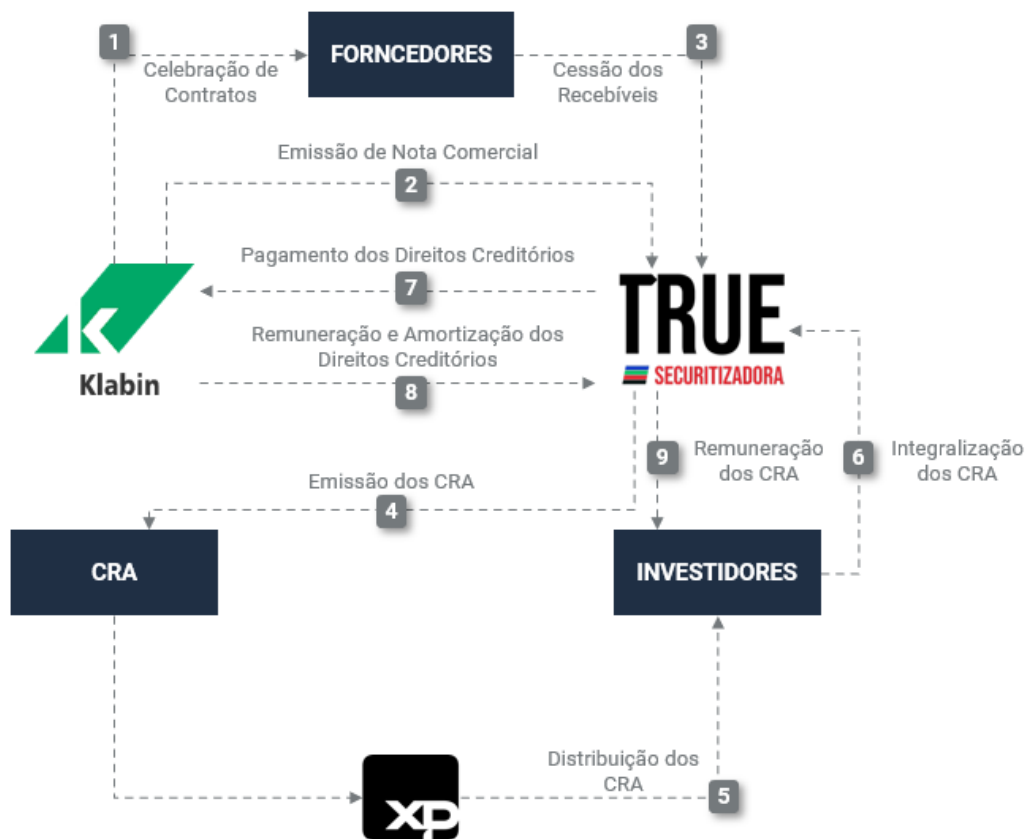 1
FORNCEDORES
3
Celebração de
Contratos
Cessão dos
Recebíveis
Emissão de Nota Comercial
2
Pagamento dos Direitos Creditórios
7
Remuneração e Amortização dos
Direitos Creditórios
8
Klabin
TRUE
SECURITIZADORA
9
Remuneração
dos CRA
6
Integralização
dos CRA
Emissão dos CRA
4
CRA
INVESTIDORES
Distribuição dos
CRA
5
xp